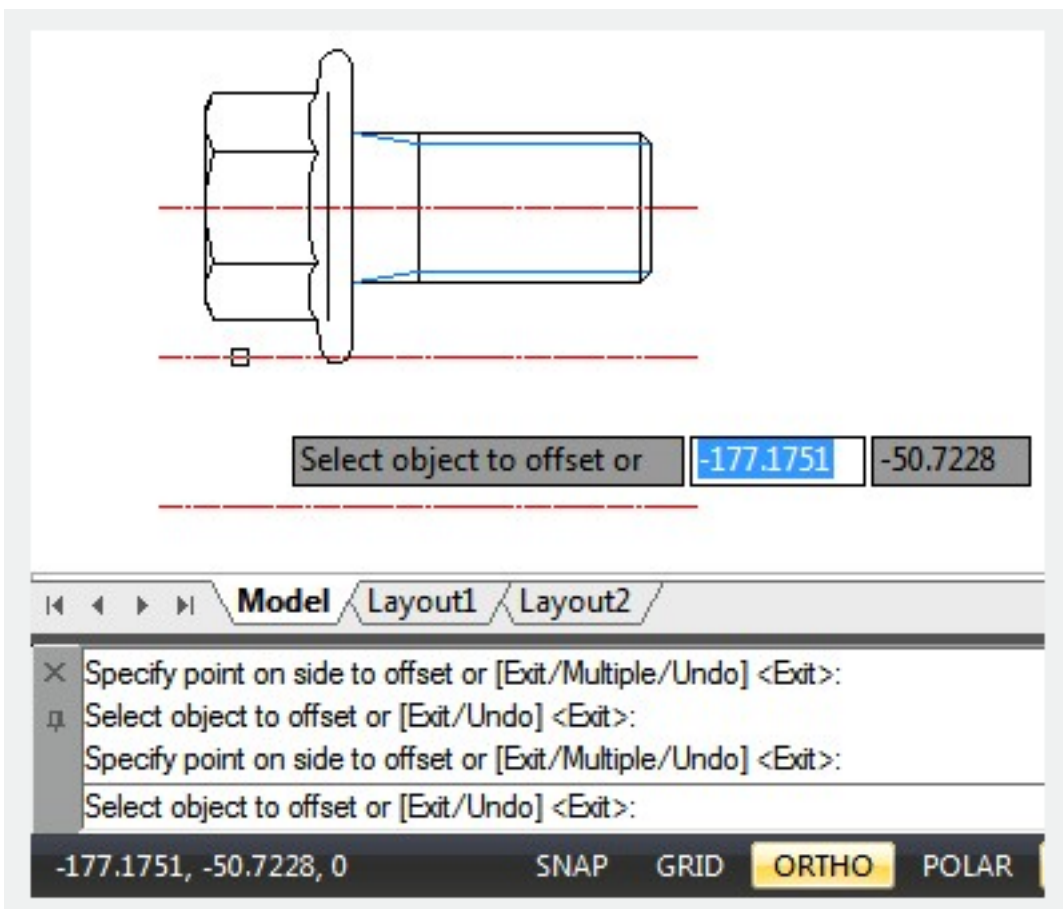 Select object to offset or -177.1751 -50.7228
Model Layout1 Layout2
Specify point on side to offset or [Exit/Multiple/Undo] <Exit>:
Select object to offset or [Exit/Undo] <Exit>:
Specify point on side to offset or [Exit/Multiple/Undo] <Exit>:
Select object to offset or [Exit/Undo] <Exit>:
-177.1751, -50.7228, 0 SNAP GRID ORTHO POLAR